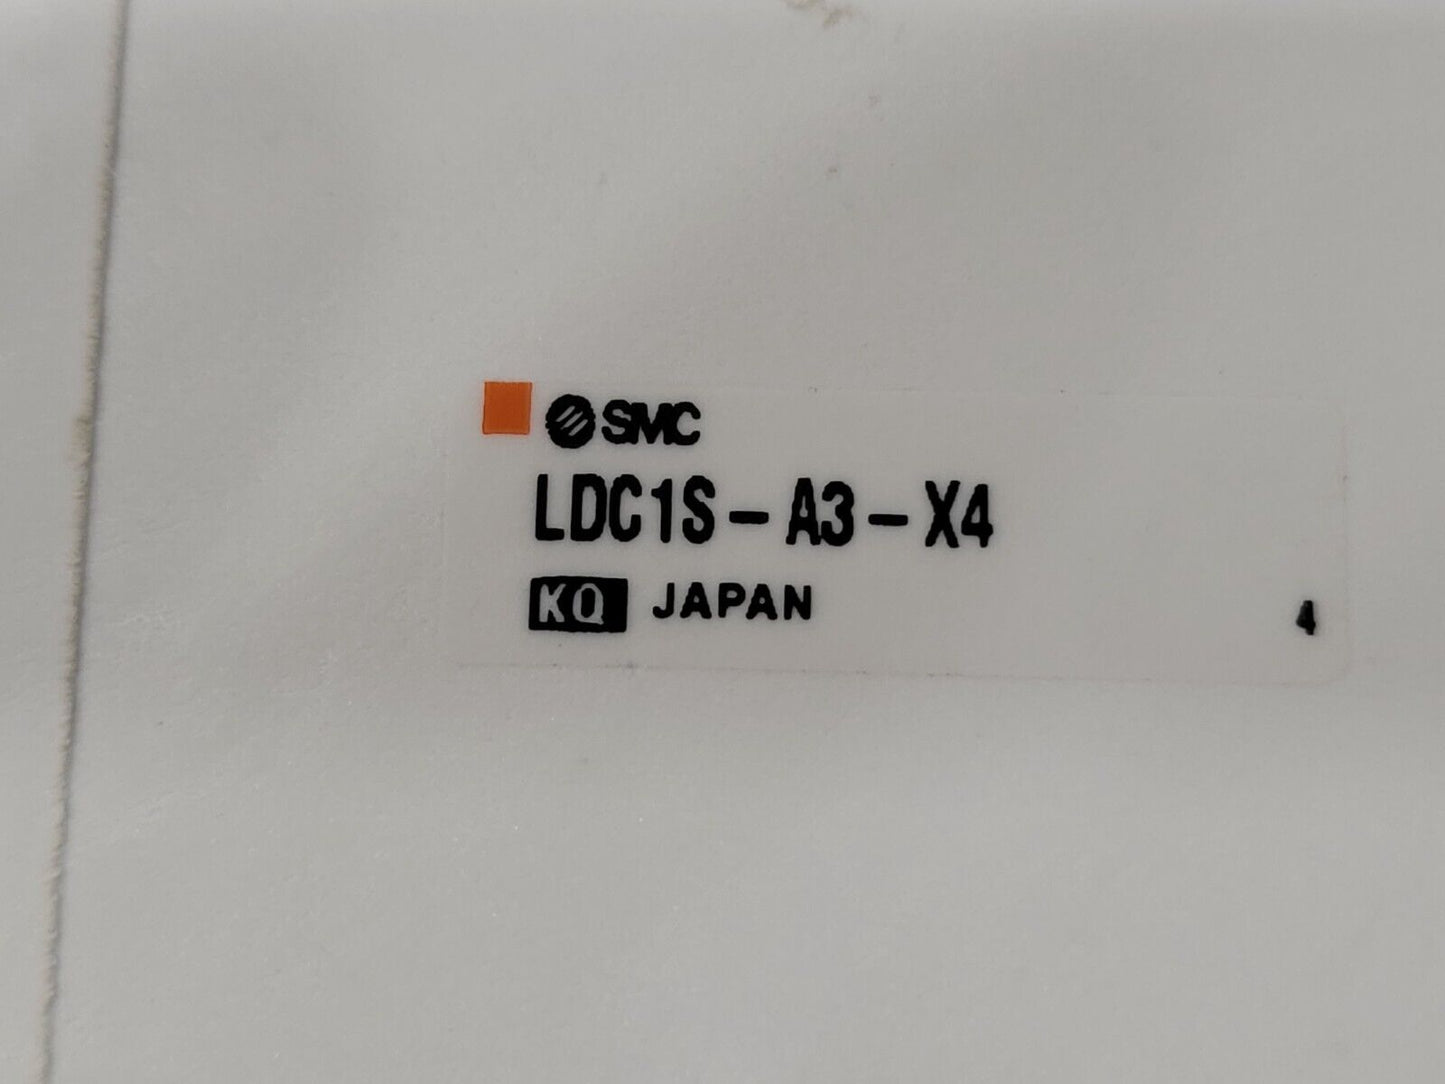 SMC
LDC1S-A3-X4
KQ JAPAN
4